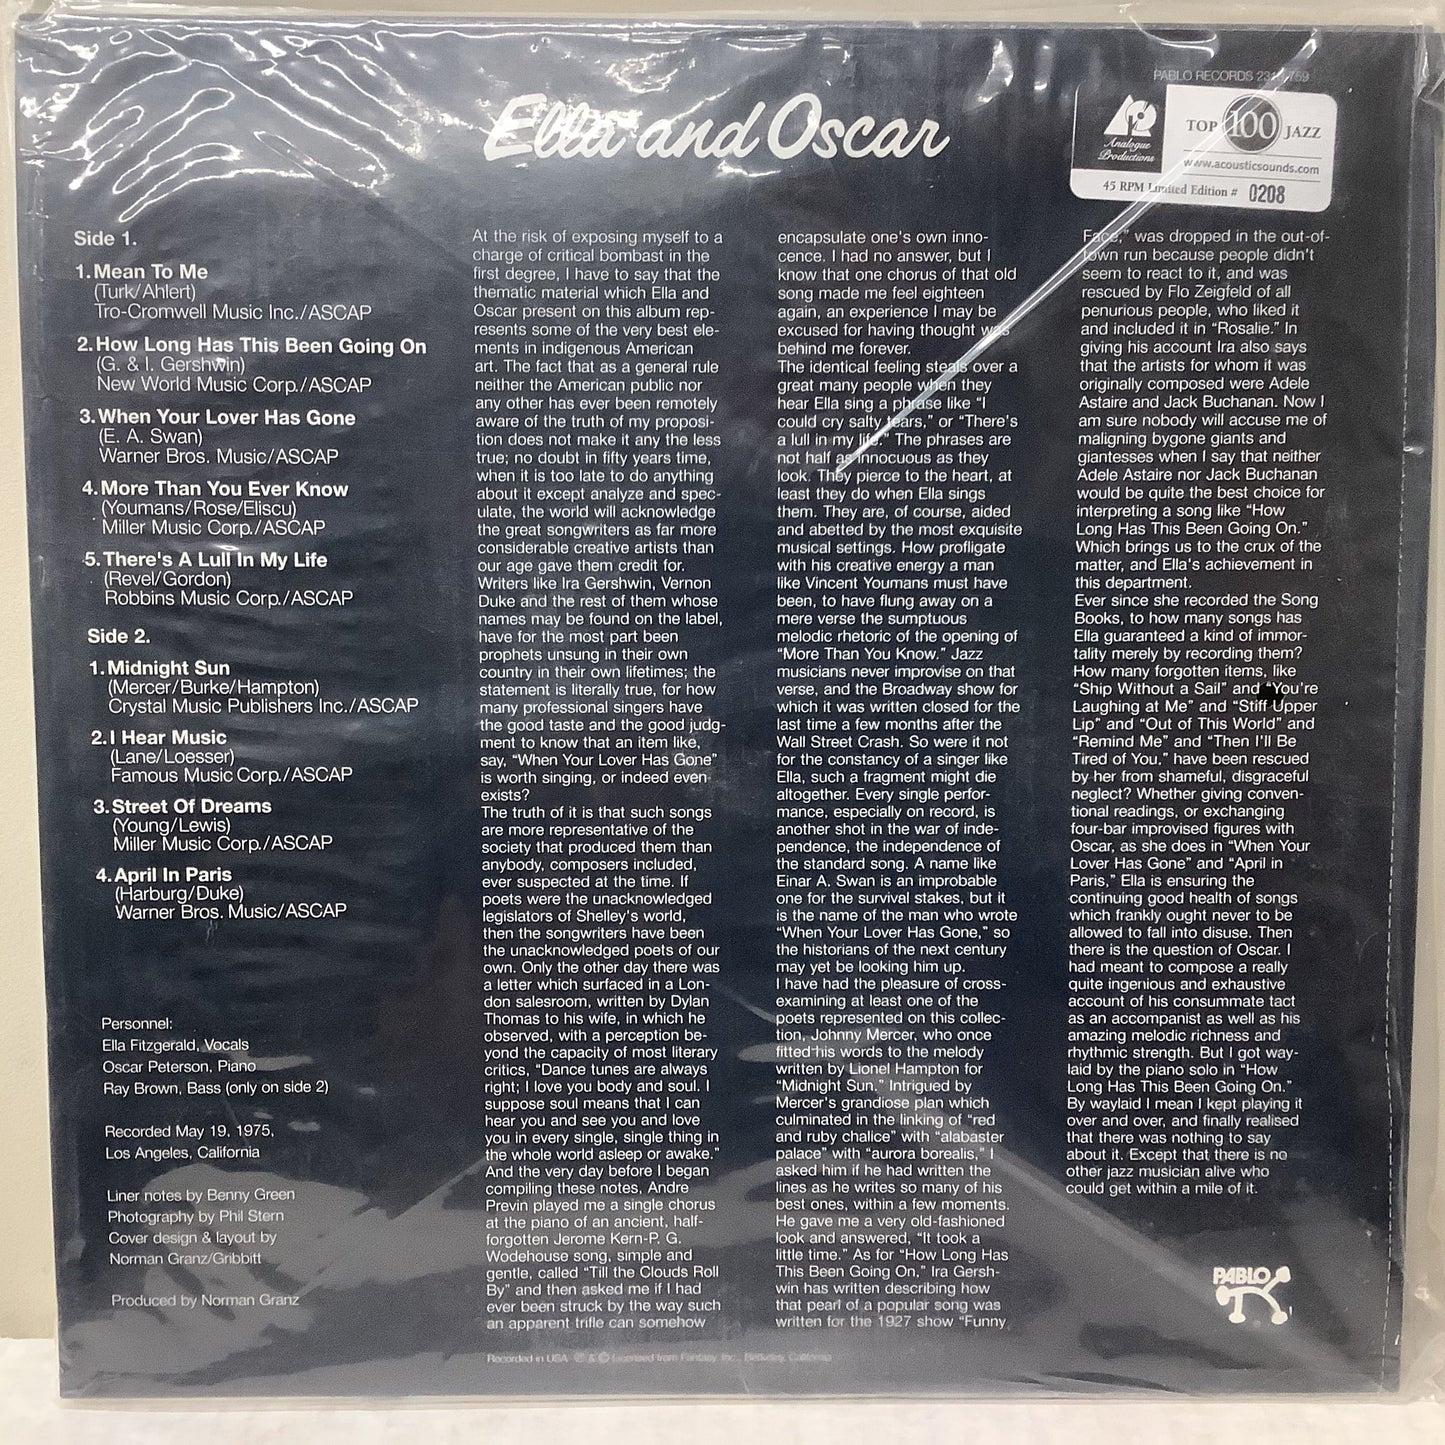 PABLO RECORDS 759
Ella and Oscar
Analogue
Productions
TOP 100 JAZZ
www.acousticsounds.com
45 RPM Limited Edition # 0208
Side 1.
1. Mean To Me
(Turk/Ahlert)
Tro-Cromwell Music Inc./ASCAP
2. How Long Has This Been Going On
(G. & I. Gershwin)
New World Music Corp./ASCAP
3. When Your Lover Has Gone
(E. A. Swan)
Warner Bros. Music/ASCAP
4. More Than You Ever Know
(Youmans/Rose/Eliscu)
Miller Music Corp./ASCAP
5. There's A Lull In My Life
(Revel/Gordon)
Robbins Music Corp./ASCAP
Side 2.
1. Midnight Sun
(Mercer/Burke/Hampton)
Crystal Music Publishers Inc./ASCAP
2. I Hear Music
(Lane/Loesser)
Famous Music Corp./ASCAP
3. Street Of Dreams
(Young/Lewis)
Miller Music Corp./ASCAP
4. April In Paris
(Harburg/Duke)
Warner Bros. Music/ASCAP
Personnel:
Ella Fitzgerald, Vocals
Oscar Peterson, Piano
Ray Brown, Bass (only on side 2)
Recorded May 19, 1975,
Los Angeles, California
Liner notes by Benny Green
Photography by Phil Stern
Cover design & layout by
Norman Granz/Gribbitt
Produced by Norman Granz
At the risk of exposing myself to a
charge of critical bombast in the
first degree, I have to say that the
thematic material which Ella and
Oscar present on this album rep-
resents some of the very best ele-
ments in indigenous American
art. The fact that as a general rule
neither the American public nor
any other has ever been remotely
aware of the truth of my proposi-
tion does not make it any the less
true; no doubt in fifty years time,
when it is too late to do anything
about it except analyze and spec-
ulate, the world will acknowledge
the great songwriters as far more
considerable creative artists than
our age gave them credit for.
Writers like Ira Gershwin, Vernon
Duke and the rest of them whose
names may be found on the label,
have for the most part been
prophets unsung in their own
country in their own lifetimes; the
statement is literally true, for how
many professional singers have
the good taste and the good judg-
ment to know that an item like,
say, “When Your Lover Has Gone”
is worth singing, or indeed even
exists?
The truth of it is that such songs
are more representative of the
society that produced them than
anybody, composers included,
ever suspected at the time. If
poets were the unacknowledged
legislators of Shelley's world,
then the songwriters have been
the unacknowledged poets of our
own. Only the other day there was
a letter which surfaced in a Lon-
don salesroom, written by Dylan
Thomas to his wife, in which he
observed, with a perception be-
yond the capacity of most literary
critics, “Dance tunes are always
right; I love you body and soul. I
suppose soul means that I can
hear you and see you and love
you in every single, single thing in
the whole world asleep or awake.”
And the very day before I began
compiling these notes, Andre
Previn played me a single chorus
at the piano of an ancient, half-
forgotten Jerome Kern-P. G.
Wodehouse song, simple and
gentle, called “Till the Clouds Roll
By” and then asked me if I had
ever been struck by the way such
an apparent trifle can somehow
encapsulate one's own inno-
cence. I had no answer, but I
know that one chorus of that old
song made me feel eighteen
again, an experience I may be
excused for having thought was
behind me forever.
The identical feeling steals over a
great many people when they
hear Ella sing a phrase like “I
could cry salty tears,” or “There's
a lull in my life.” The phrases are
not half as innocuous as they
look. They pierce to the heart, at
least they do when Ella sings
them. They are, of course, aided
and abetted by the most exquisite
musical settings. How profligate
with his creative energy a man
like Vincent Youmans must have
been, to have flung away on a
mere verse the sumptuous
melodic rhetoric of the opening of
“More Than You Know.” Jazz
musicians never improvise on that
verse, and the Broadway show for
which it was written closed for the
last time a few months after the
Wall Street Crash. So were it not
for the constancy of a singer like
Ella, such a fragment might die
altogether. Every single perfor-
mance, especially on record, is
another shot in the war of inde-
pendence, the independence of
the standard song. A name like
Einar A. Swan is an improbable
one for the survival stakes, but it
is the name of the man who wrote
“When Your Lover Has Gone,” so
the historians of the next century
may yet be looking him up.
I have had the pleasure of cross-
examining at least one of the
poets represented on this collec-
tion, Johnny Mercer, who once
fitted his words to the melody
written by Lionel Hampton for
“Midnight Sun.” Intrigued by
Mercer's grandiose plan which
culminated in the linking of “red
and ruby chalice” with “alabaster
palace” with “aurora borealis,” I
asked him if he had written the
lines as he writes so many of his
best ones, within a few moments.
He gave me a very old-fashioned
look and answered, “It took a
little time.” As for “How Long Has
This Been Going On,” Ira Gersh-
win has written describing how
that pearl of a popular song was
written for the 1927 show “Funny
Face,” was dropped in the out-of-
town run because people didn't
seem to react to it, and was
rescued by Flo Zeigfeld of all
penurious people, who liked it
and included it in “Rosalie.” In
giving his account Ira also says
that the artists for whom it was
originally composed were Adele
Astaire and Jack Buchanan. Now I
am sure nobody will accuse me of
maligning bygone giants and
giantesses when I say that neither
Adele Astaire nor Jack Buchanan
would be quite the best choice for
interpreting a song like “How
Long Has This Been Going On.”
Which brings us to the crux of the
matter, and Ella's achievement in
this department.
Ever since she recorded the Song
Books, to how many songs has
Ella guaranteed a kind of immor-
tality merely by recording them?
How many forgotten items, like
“Ship Without a Sail” and “You're
Laughing at Me” and “Stiff Upper
Lip” and “Out of This World” and
“Remind Me” and “Then I'll Be
Tired of You,” have been rescued
by her from shameful, disgraceful
neglect? Whether giving conven-
tional readings, or exchanging
four-bar improvised figures with
Oscar, as she does in “When Your
Lover Has Gone” and “April in
Paris,” Ella is ensuring the
continuing good health of songs
which frankly ought never to be
allowed to fall into disuse. Then
there is the question of Oscar. I
had meant to compose a really
quite ingenious and exhaustive
account of his consummate tact
as an accompanist as well as his
amazing melodic richness and
rhythmic strength. But I got way-
laid by the piano solo in “How
Long Has This Been Going On.”
By waylaid I mean I kept playing it
over and over, and finally realised
that there was nothing to say
about it. Except that there is no
other jazz musician alive who
could get within a mile of it.
PABLO
Recorded in USA ℗ & © Licensed from Fantasy, Inc., Berkeley, California